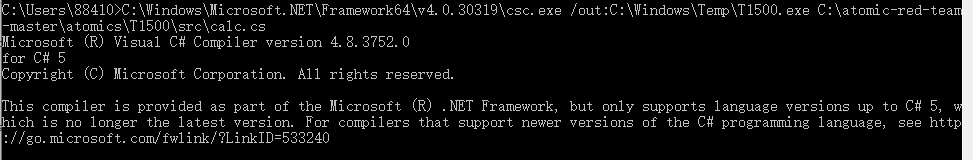 C:\Users\88410>C:\Windows\Microsoft.NET\Framework64\v4.0.30319\csc.exe /out:C:\Windows\Temp\T1500.exe C:\atomic-red-team
-master\atomics\T1500\src\calc.cs
Microsoft (R) Visual C# Compiler version 4.8.3752.0
for C# 5
Copyright (C) Microsoft Corporation. All rights reserved.
This compiler is provided as part of the Microsoft (R) .NET Framework, but only supports language versions up to C# 5, w
hich is no longer the latest version. For compilers that support newer versions of the C# programming language, see http
://go.microsoft.com/fwlink/?LinkID=533240